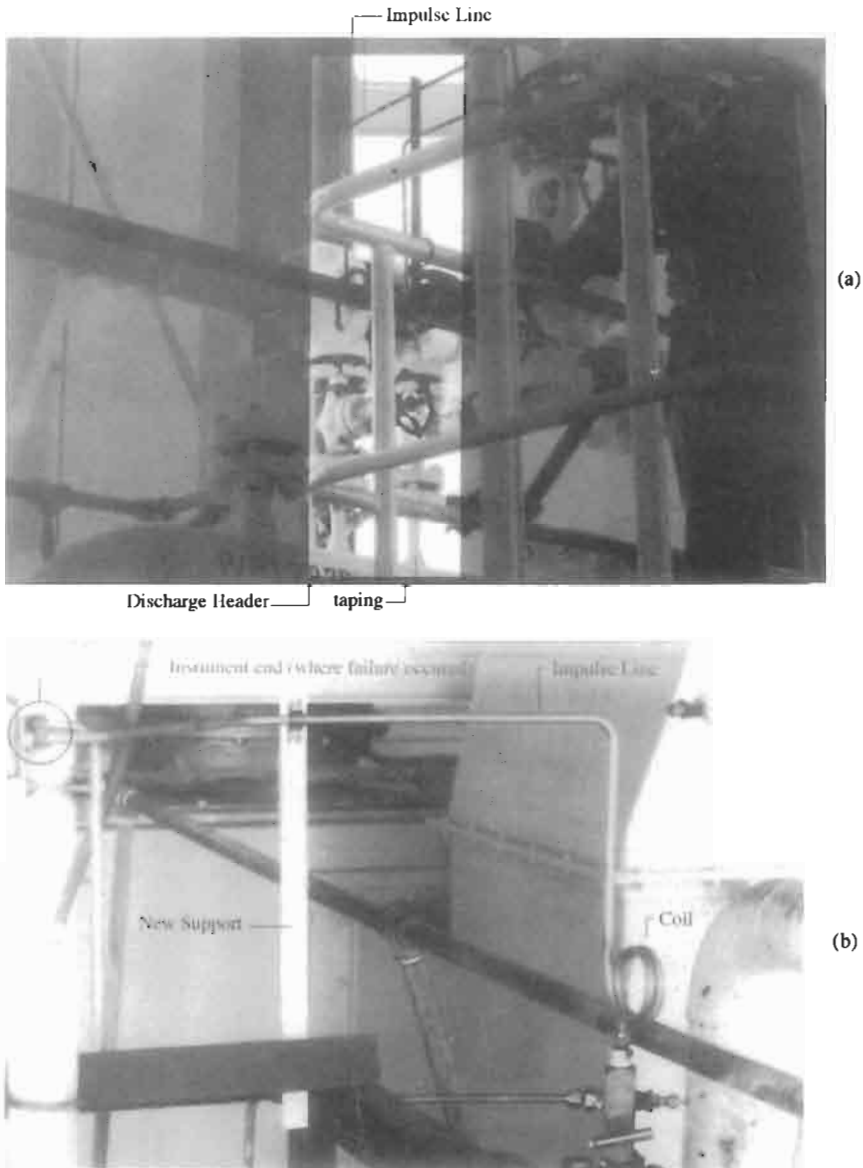 Impulse Line
(a)
Discharge Header
taping
Instrument end (where failure occurred)
Impulse Line
New Support
Coil
(b)